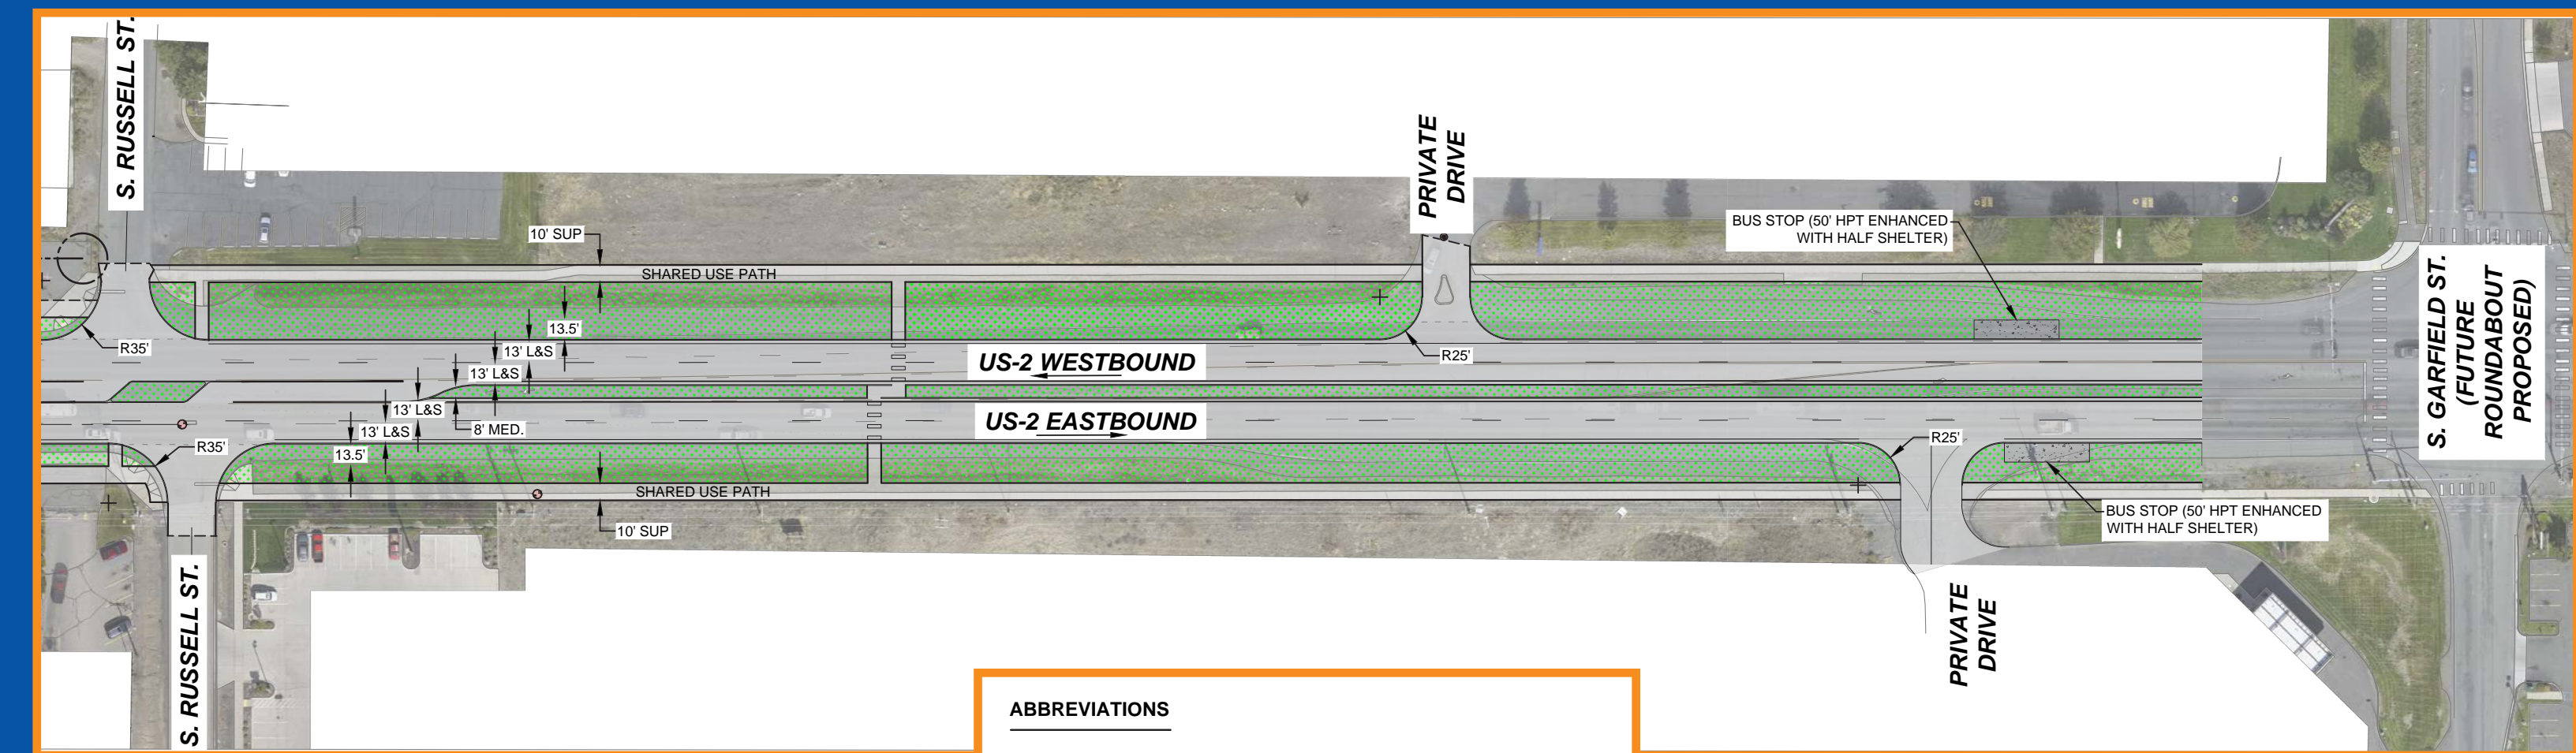 S. RUSSELL ST.
PRIVATE
DRIVE
BUS STOP (50' HPT ENHANCED
WITH HALF SHELTER)
10' SUP
SHARED USE PATH
S. GARFIELD ST.
(FUTURE
ROUNDABOUT
PROPOSED)
13.5'
R35'
13' L&S
R25'
US-2 WESTBOUND
13' L&S
13' L&S
US-2 EASTBOUND
8' MED.
13' L&S
R35'
R25'
13.5'
SHARED USE PATH
BUS STOP (50' HPT ENHANCED
WITH HALF SHELTER)
10' SUP
S. RUSSELL ST.
PRIVATE
DRIVE
ABBREVIATIONS